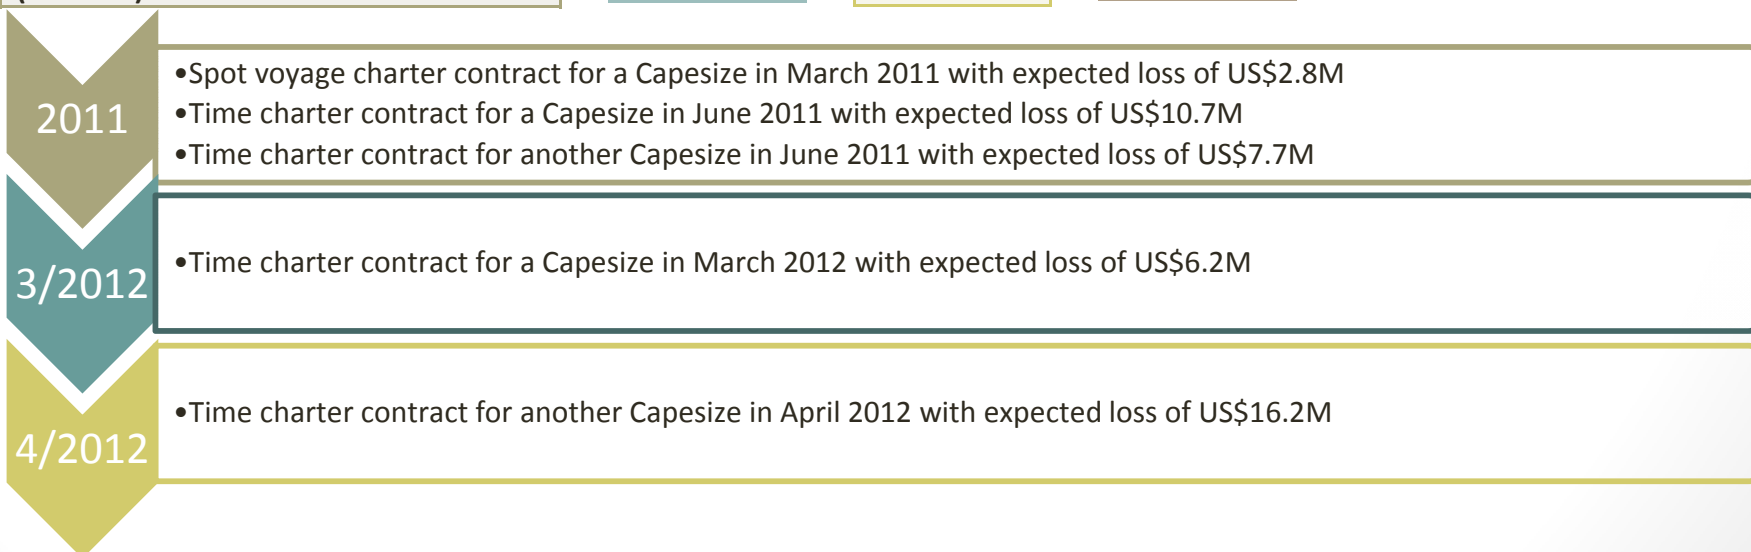 2011
•Spot voyage charter contract for a Capesize in March 2011 with expected loss of US$2.8M
•Time charter contract for a Capesize in June 2011 with expected loss of US$10.7M
•Time charter contract for another Capesize in June 2011 with expected loss of US$7.7M
3/2012
•Time charter contract for a Capesize in March 2012 with expected loss of US$6.2M
4/2012
•Time charter contract for another Capesize in April 2012 with expected loss of US$16.2M